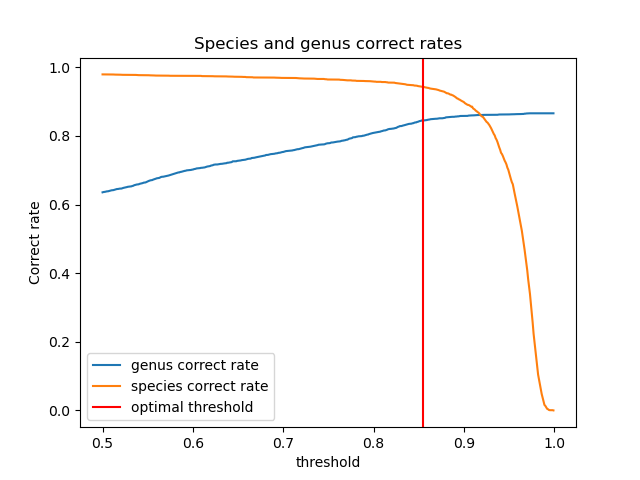 Species and genus correct rates
Correct rate
1.0
0.8
0.6
0.4
0.2
0.0
genus correct rate
species correct rate
optimal threshold
0.5 0.6 0.7 0.8 0.9 1.0
threshold